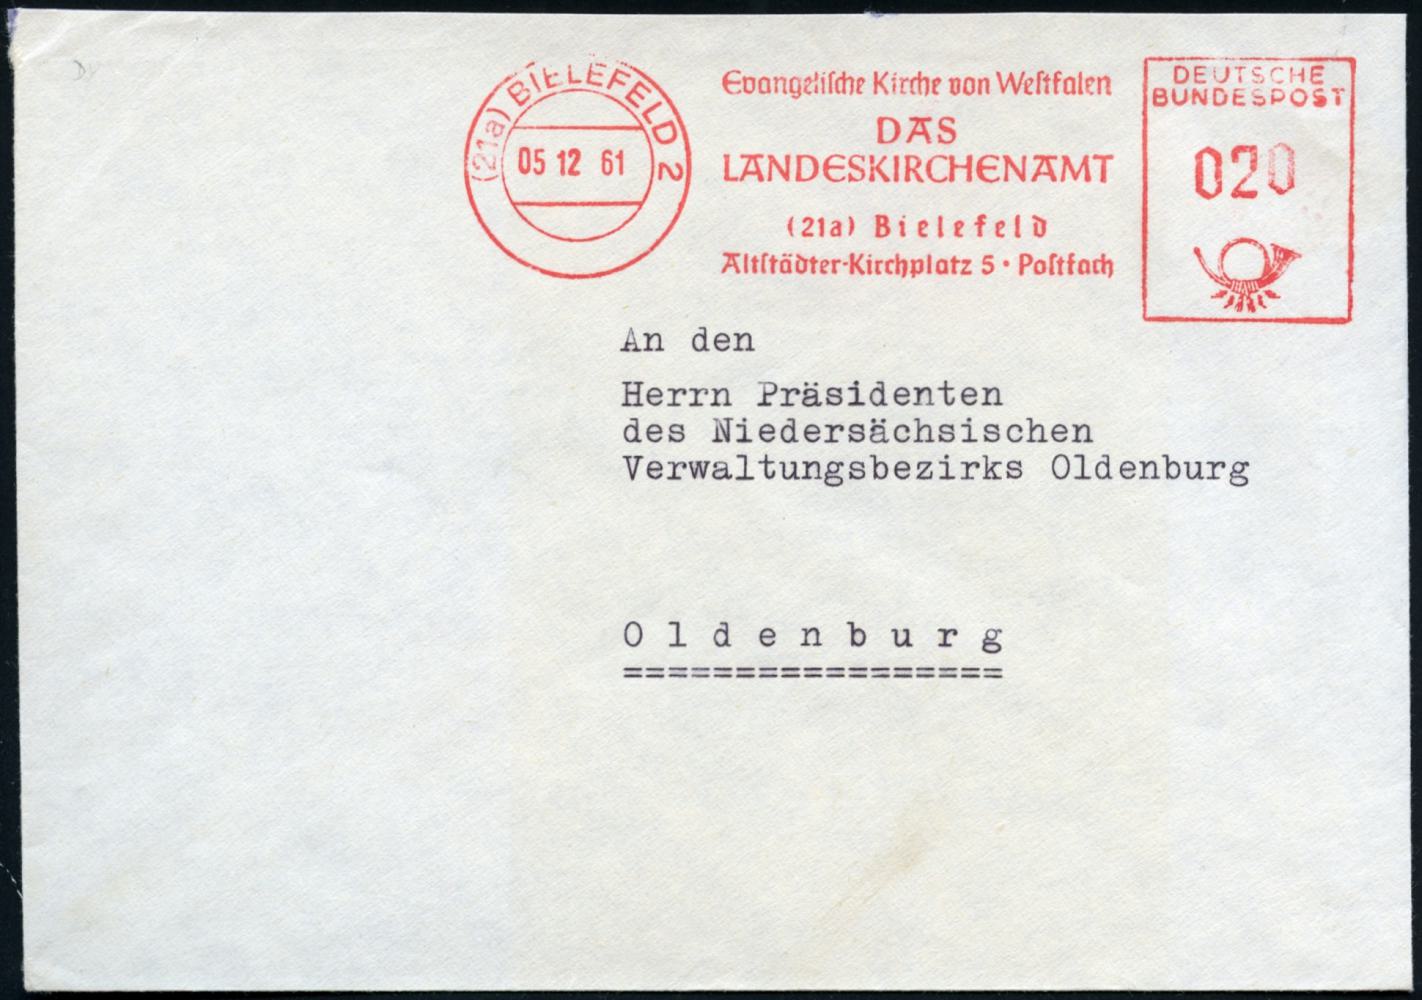 (21a) BIELEFELD 2
05 12 61
Evangelische Kirche von Westfalen
DAS
LANDESKIRCHENAMT
(21a) Bielefeld
Altstädter-Kirchplatz 5 · Postfach
DEUTSCHE
BUNDESPOST
020
An den
Herrn Präsidenten
des Niedersächsischen
Verwaltungsbezirks Oldenburg
O l d e n b u r g
=================